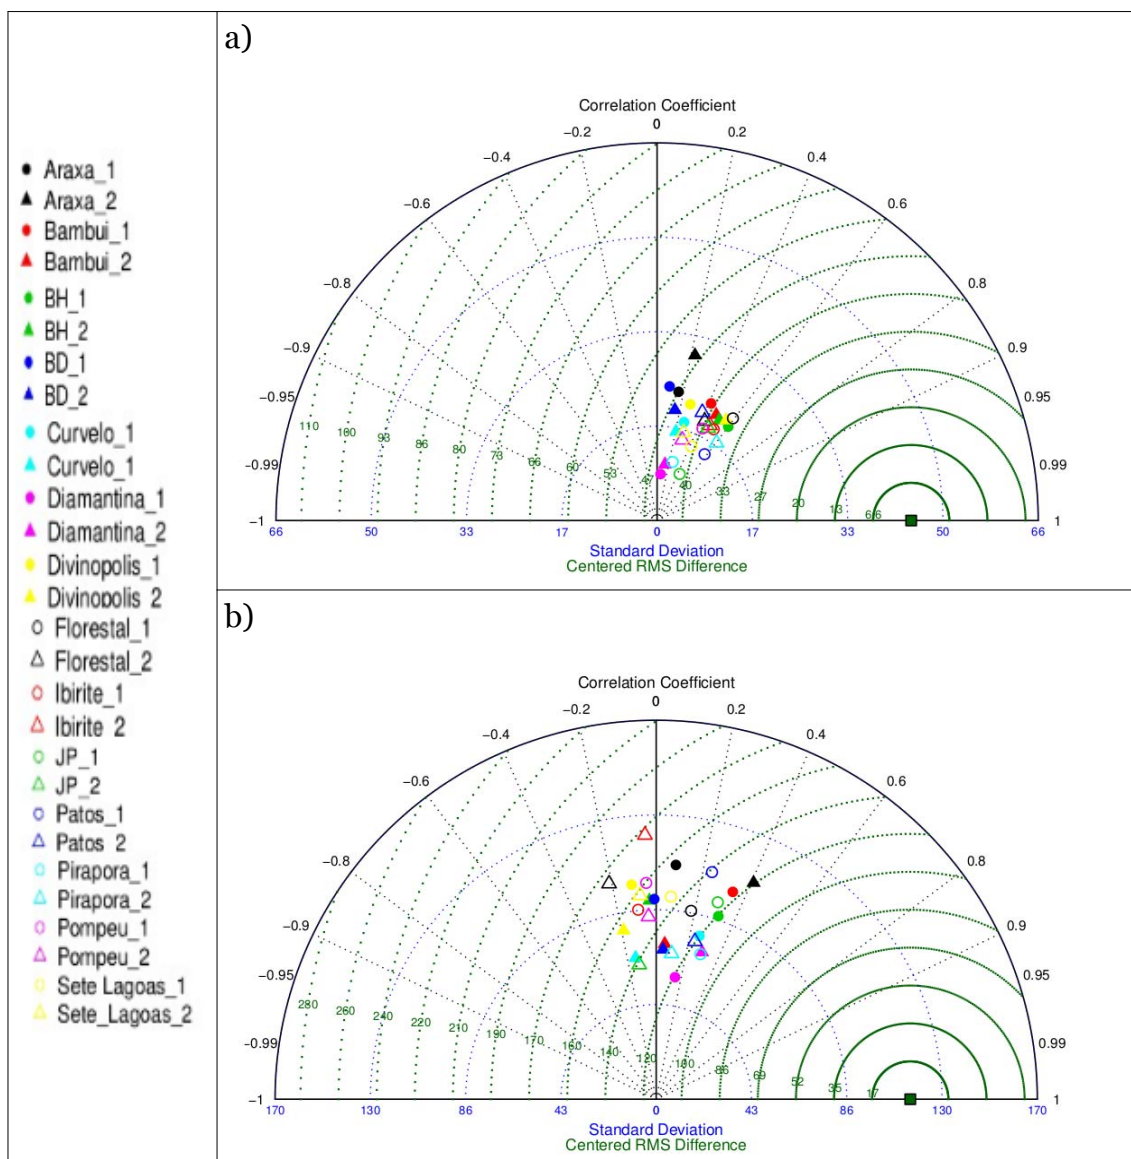 Araxa_1
Araxa_2
Bambui_1
Bambui_2
BH_1
BH_2
BD_1
BD_2
Curvelo_1
Curvelo_1
Diamantina_1
Diamantina_2
Divinopolis_1
Divinopolis_2
Florestal_1
Florestal_2
Ibirite_1
Ibirite_2
JP_1
JP_2
Patos_1
Patos_2
Pirapora_1
Pirapora_2
Pompeu_1
Pompeu_2
Sete Lagoas_1
Sete_Lagoas_2
a)
Correlation Coefficient
0
−0.2 0.2
−0.4 0.4
−0.6 0.6
−0.8 0.8
−0.9 0.9
−0.95 0.95
−0.99 0.99
−1 1
110 100 93 86 80 73 66 60 53 47 40 33 27 20 13 6.6
66 50 33 17 0 17 33 50 66
Standard Deviation
Centered RMS Difference
b)
Correlation Coefficient
0
−0.2 0.2
−0.4 0.4
−0.6 0.6
−0.8 0.8
−0.9 0.9
−0.95 0.95
−0.99 0.99
−1 1
280 260 240 220 210 190 170 160 140 120 100 86 69 52 35 17
170 130 86 43 0 43 86 130 170
Standard Deviation
Centered RMS Difference